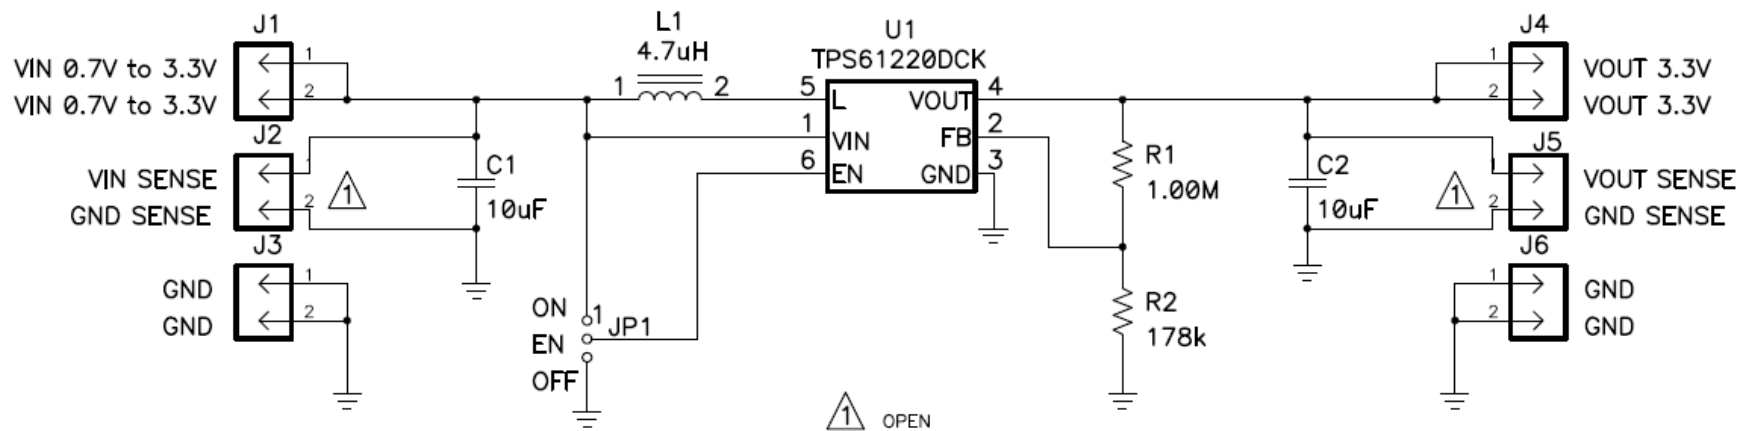 J1
VIN 0.7V to 3.3V
1
VIN 0.7V to 3.3V
2
J2
VIN SENSE
1
GND SENSE
2
1
J3
GND
1
GND
2
C1
10uF
L1
4.7uH
1
2
U1
TPS61220DCK
5
L
VOUT
4
1
VIN
FB
2
6
EN
GND
3
ON
1
EN
JP1
OFF
R1
1.00M
R2
178k
C2
10uF
J4
1
VOUT 3.3V
2
VOUT 3.3V
J5
1
VOUT SENSE
1
2
GND SENSE
J6
1
GND
2
GND
1 OPEN